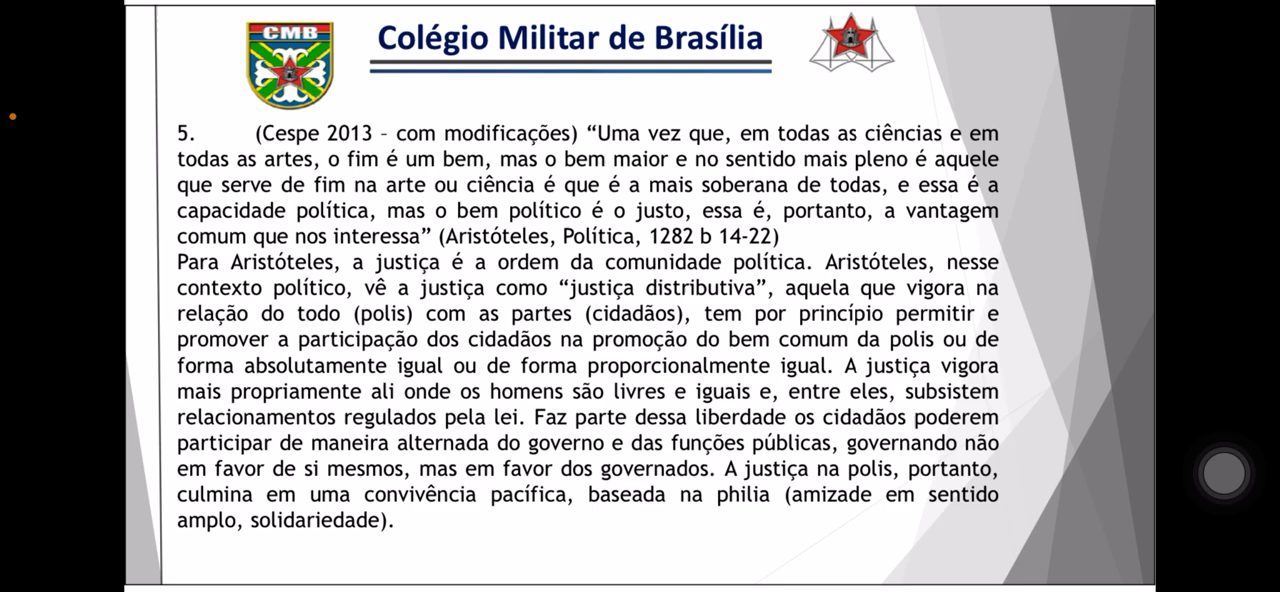 CMB
Colégio Militar de Brasília
5. (Cespe 2013 – com modificações) “Uma vez que, em todas as ciências e em
todas as artes, o fim é um bem, mas o bem maior e no sentido mais pleno é aquele
que serve de fim na arte ou ciência é que é a mais soberana de todas, e essa é a
capacidade política, mas o bem político é o justo, essa é, portanto, a vantagem
comum que nos interessa” (Aristóteles, Política, 1282 b 14-22)
Para Aristóteles, a justiça é a ordem da comunidade política. Aristóteles, nesse
contexto político, vê a justiça como “justiça distributiva”, aquela que vigora na
relação do todo (polis) com as partes (cidadãos), tem por princípio permitir e
promover a participação dos cidadãos na promoção do bem comum da polis ou de
forma absolutamente igual ou de forma proporcionalmente igual. A justiça vigora
mais propriamente ali onde os homens são livres e iguais e, entre eles, subsistem
relacionamentos regulados pela lei. Faz parte dessa liberdade os cidadãos poderem
participar de maneira alternada do governo e das funções públicas, governando não
em favor de si mesmos, mas em favor dos governados. A justiça na polis, portanto,
culmina em uma convivência pacífica, baseada na philia (amizade em sentido
amplo, solidariedade).